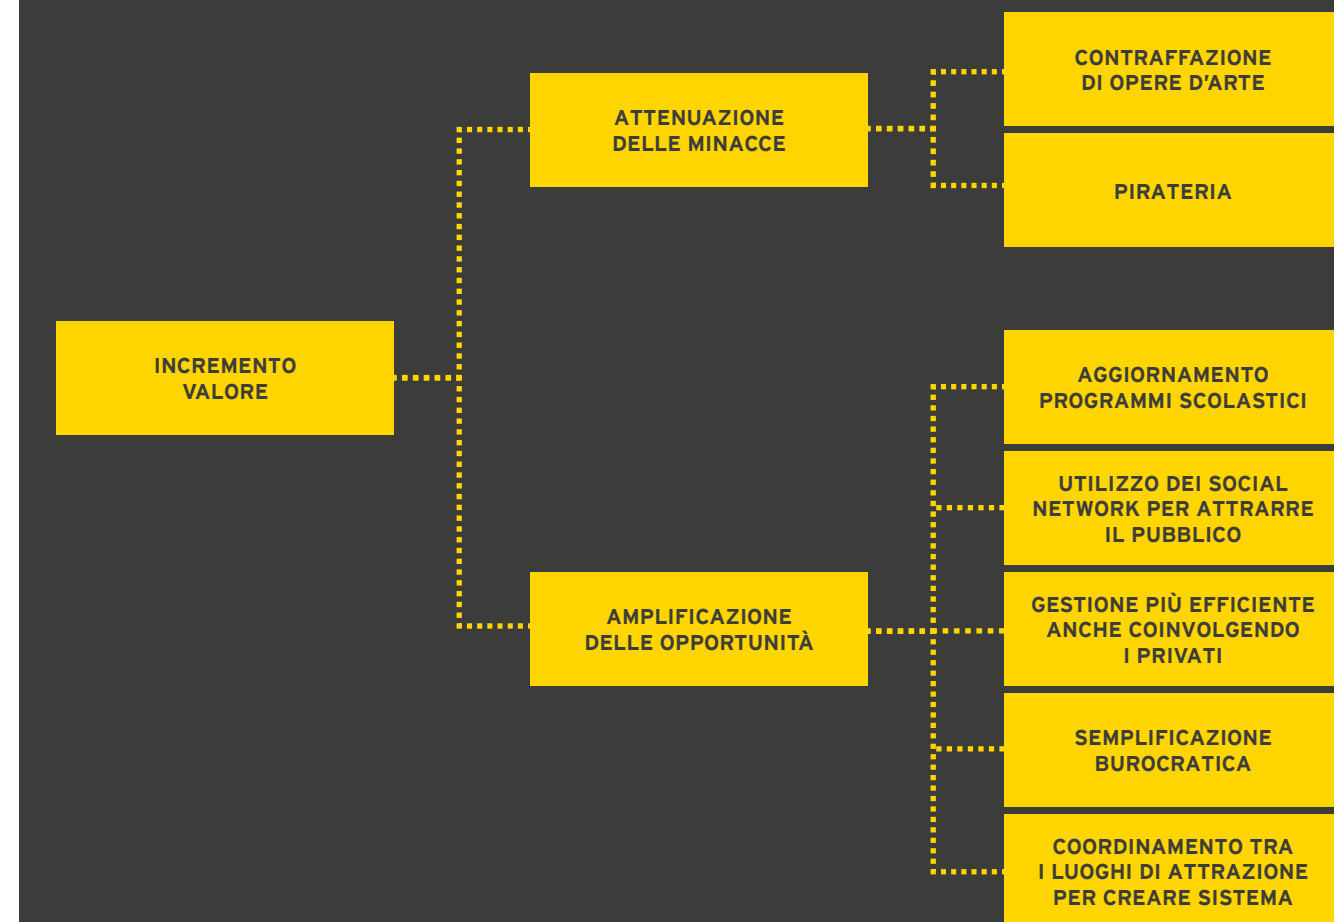 INCREMENTO
VALORE
ATTENUAZIONE
DELLE MINACCE
CONTRAFFAZIONE
DI OPERE D’ARTE
PIRATERIA
AMPLIFICAZIONE
DELLE OPPORTUNITÀ
AGGIORNAMENTO
PROGRAMMI SCOLASTICI
UTILIZZO DEI SOCIAL
NETWORK PER ATTRARRE
IL PUBBLICO
GESTIONE PIÙ EFFICIENTE
ANCHE COINVOLGENDO
I PRIVATI
SEMPLIFICAZIONE
BUROCRATICA
COORDINAMENTO TRA
I LUOGHI DI ATTRAZIONE
PER CREARE SISTEMA